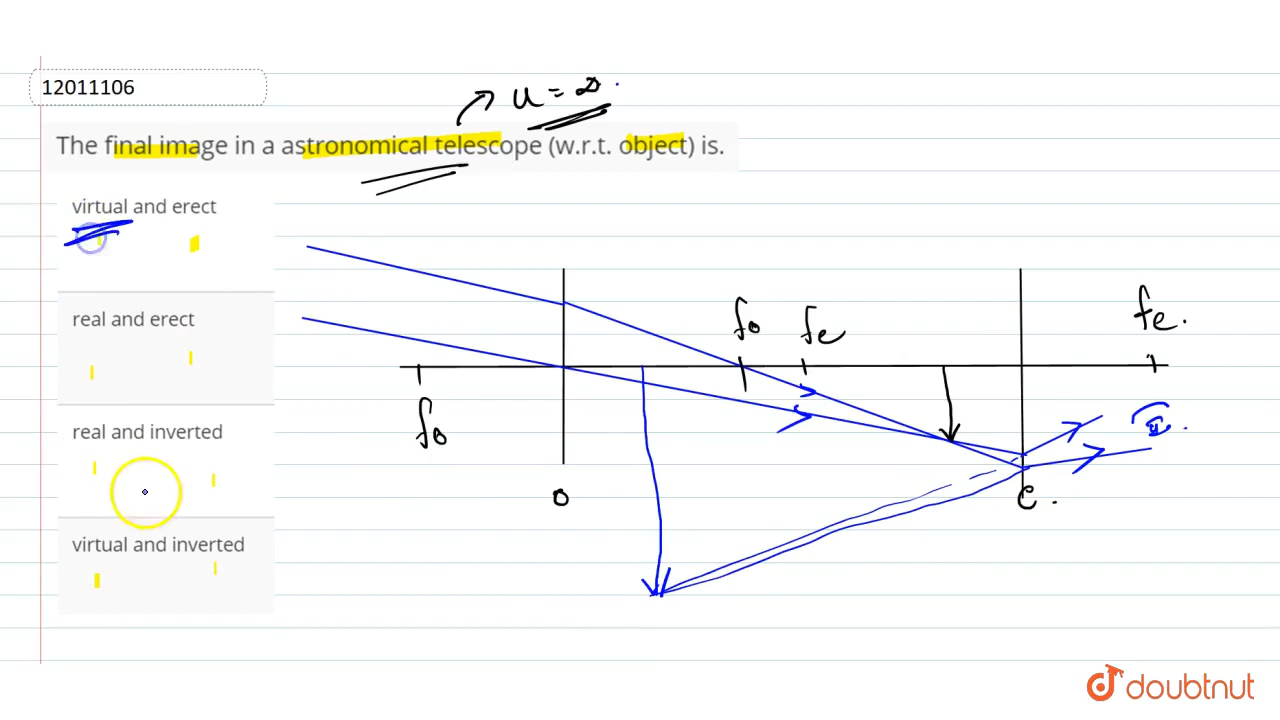 12011106
u = ∞
The final image in a astronomical telescope (w.r.t. object) is.
virtual and erect
real and erect
real and inverted
virtual and inverted
fo
fe
fe.
fo
o
e.
doubtnut